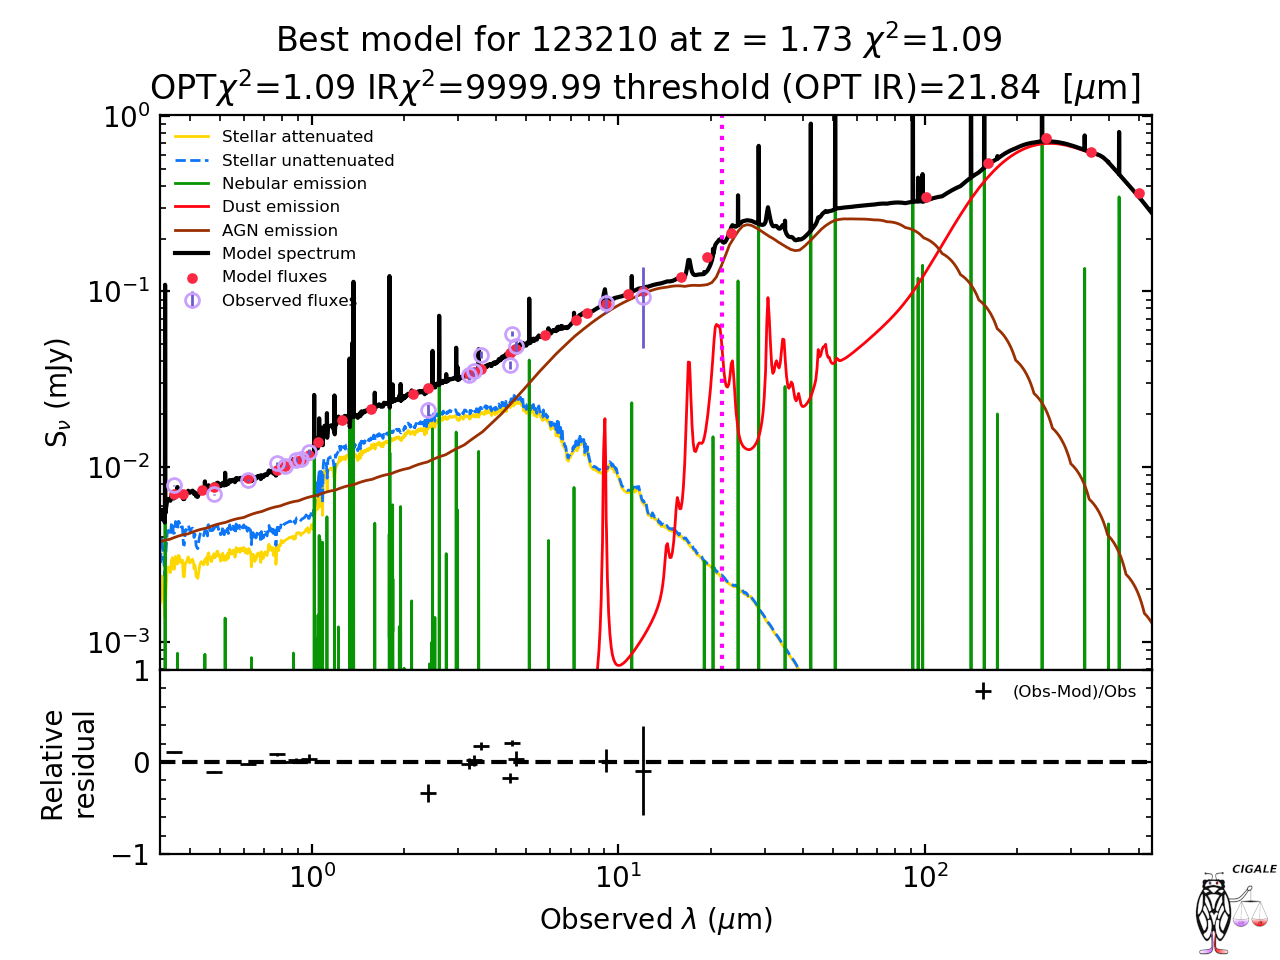 Best model for 123210 at z = 1.73 χ²=1.09
OPTχ²=1.09 IRχ²=9999.99 threshold (OPT IR)=21.84 [μm]
10⁰
10⁻¹
10⁻²
10⁻³
S_ν (mJy)
Stellar attenuated
Stellar unattenuated
Nebular emission
Dust emission
AGN emission
Model spectrum
Model fluxes
Observed fluxes
1
0
−1
Relative
residual
(Obs-Mod)/Obs
10⁰
10¹
10²
Observed λ (μm)
CIGALE